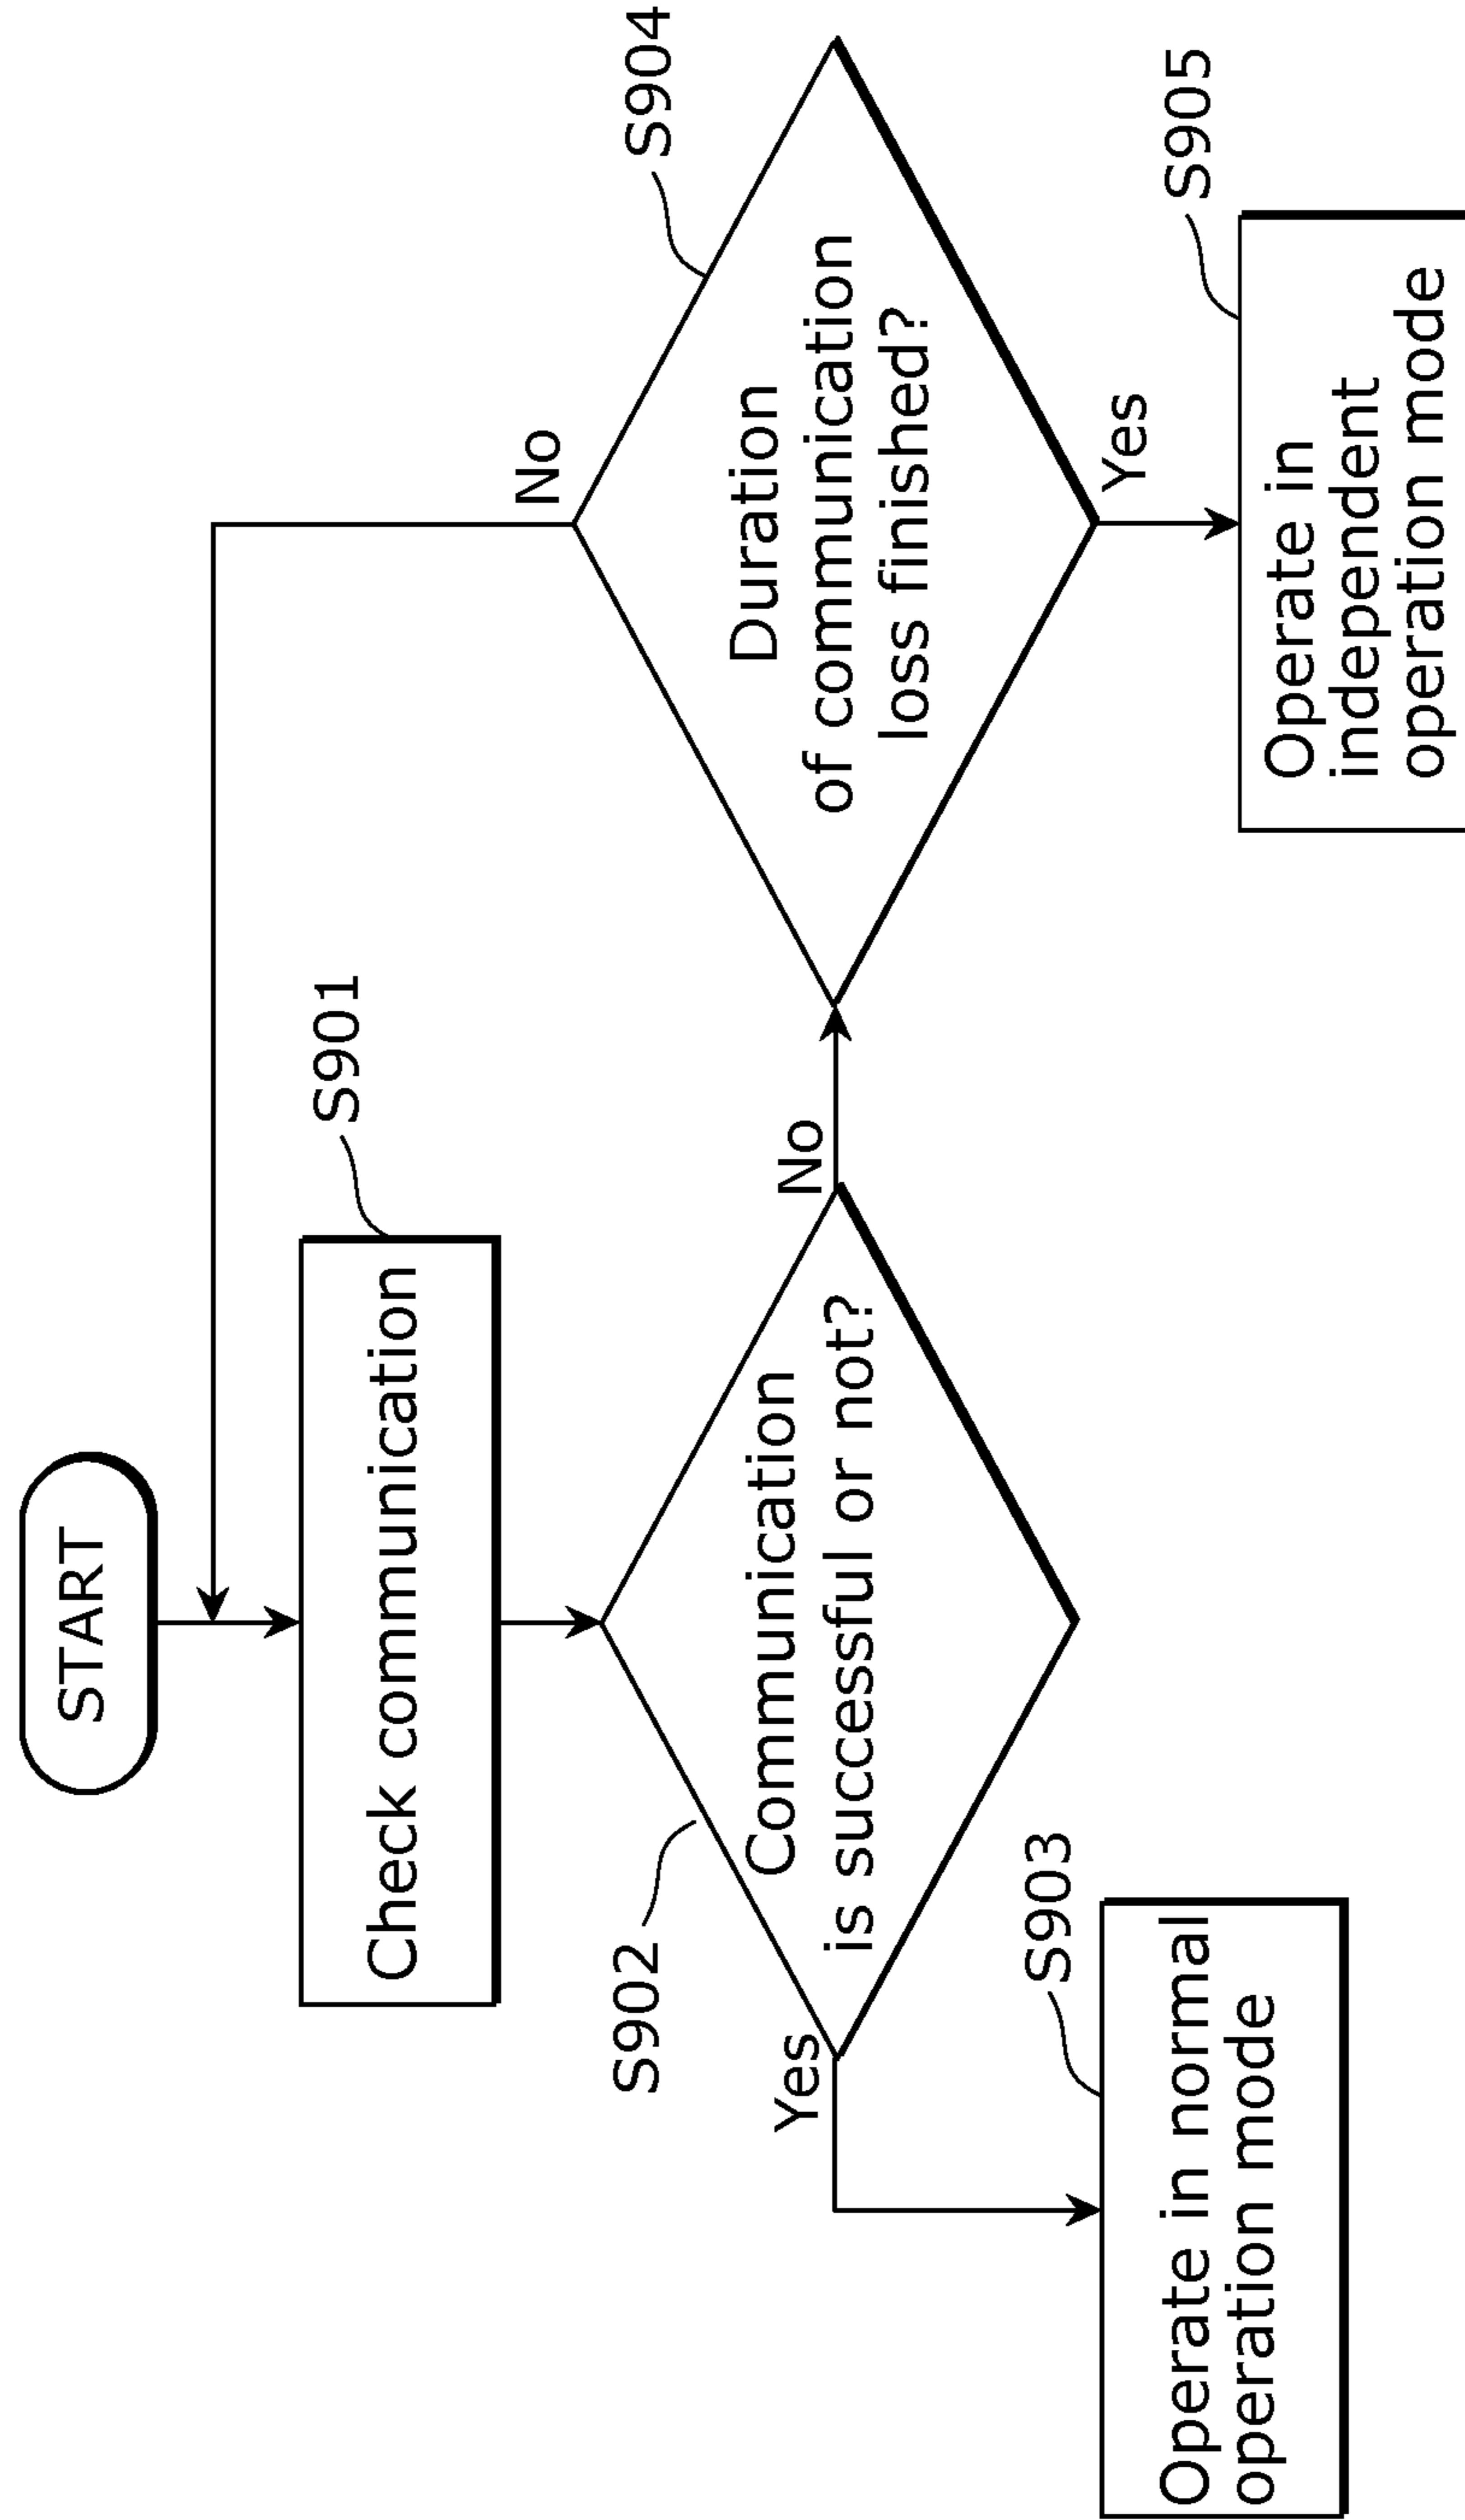 START
S901
Check communication
S902
Communication
is successful or not?
Yes
No
S903
Operate in normal
operation mode
S904
Duration
of communication
loss finished?
No
Yes
S905
Operate in
independent
operation mode